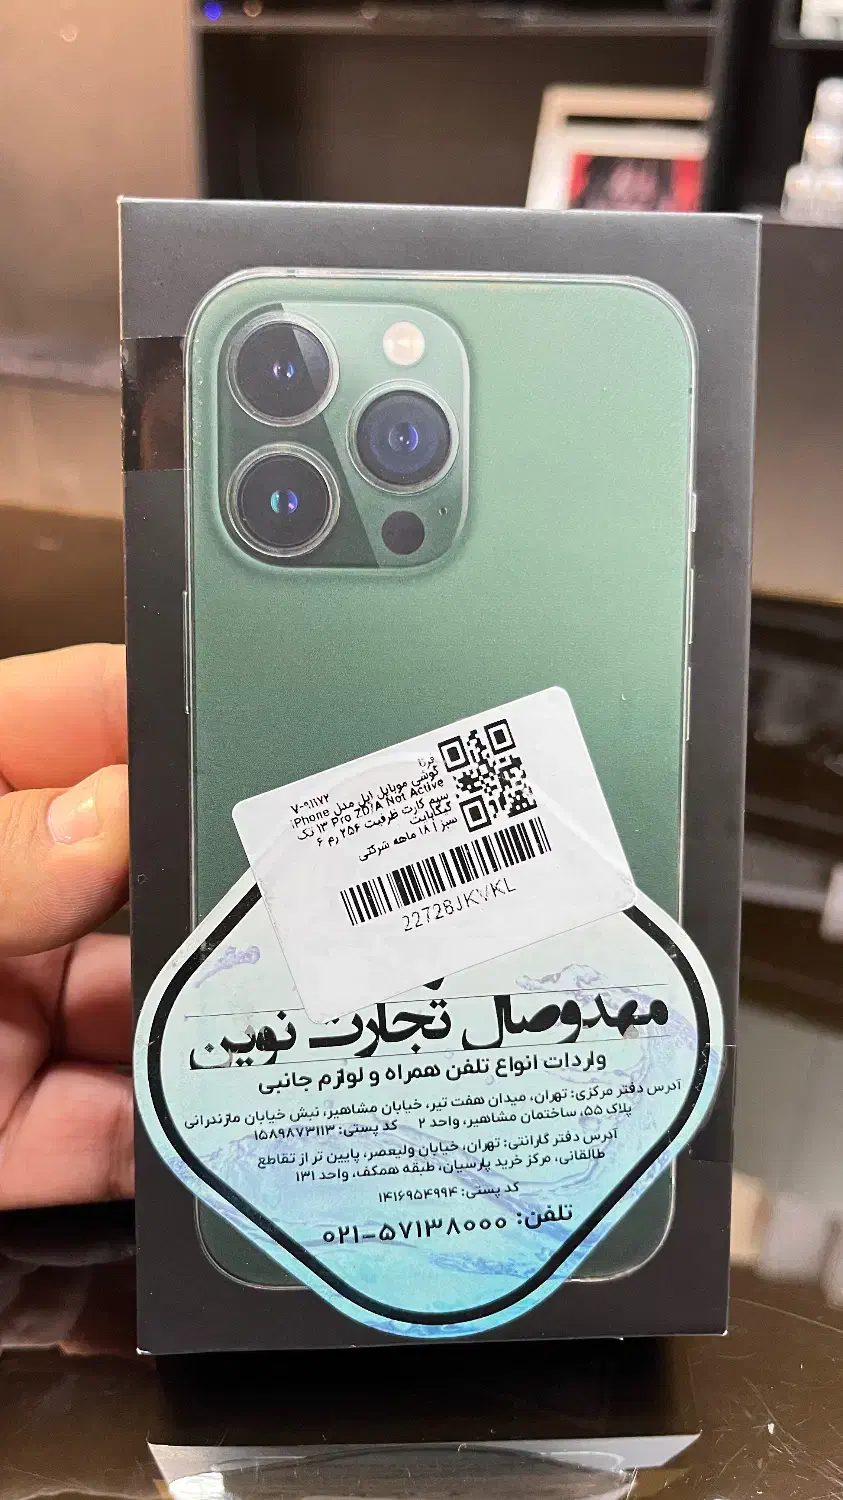 ۷-۹۱۱۷۲
گوشی موبایل اپل مدل iPhone
۱۳ Pro ZD/A Not Active تک
سیم کارت ظرفیت ۲۵۶ رم ۶
گیگابایت
سبز | ۱۸ ماهه شرکتی
22728JKVKL
مهدوصال تجارت نوین
واردات انواع تلفن همراه و لوازم جانبی
آدرس دفتر مرکزی: تهران، میدان هفت تیر، خیابان مشاهیر، نبش خیابان مازندرانی
پلاک ۵۵، ساختمان مشاهیر، واحد ۲ کد پستی: ۱۵۸۹۸۷۳۱۱۳
آدرس دفتر گارانتی: تهران، خیابان ولیعصر، پایین تر از تقاطع
طالقانی، مرکز خرید پارسیان، طبقه همکف، واحد ۱۳۱
کد پستی: ۱۴۱۶۹۵۴۹۹۴
تلفن: ۰۲۱-۵۷۱۳۸۰۰۰